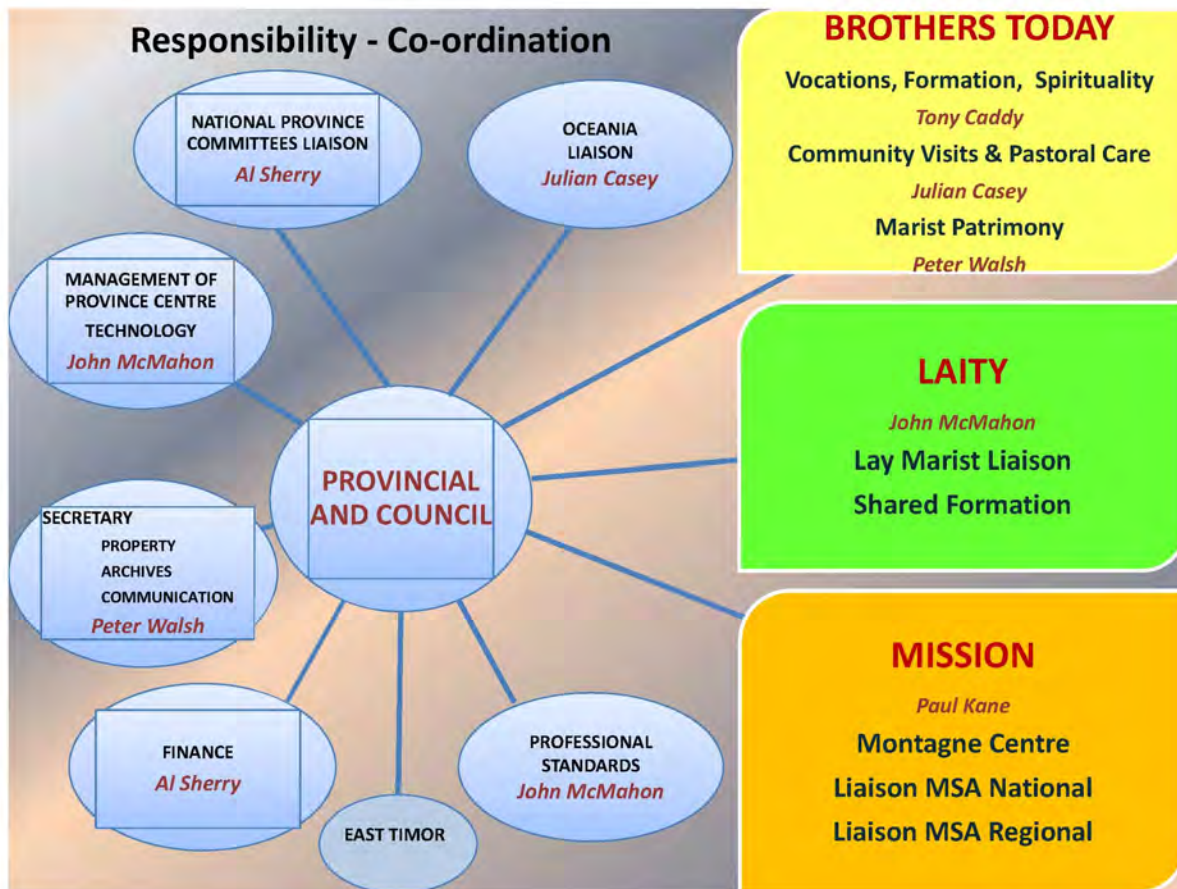 Responsibility - Co-ordination
NATIONAL PROVINCE
COMMITTEES LIAISON
Al Sherry
OCEANIA
LIAISON
Julian Casey
MANAGEMENT OF
PROVINCE CENTRE
TECHNOLOGY
John McMahon
PROVINCIAL
AND COUNCIL
SECRETARY
PROPERTY
ARCHIVES
COMMUNICATION
Peter Walsh
FINANCE
Al Sherry
EAST TIMOR
PROFESSIONAL
STANDARDS
John McMahon
BROTHERS TODAY
Vocations, Formation, Spirituality
Tony Caddy
Community Visits & Pastoral Care
Julian Casey
Marist Patrimony
Peter Walsh
LAITY
John McMahon
Lay Marist Liaison
Shared Formation
MISSION
Paul Kane
Montagne Centre
Liaison MSA National
Liaison MSA Regional